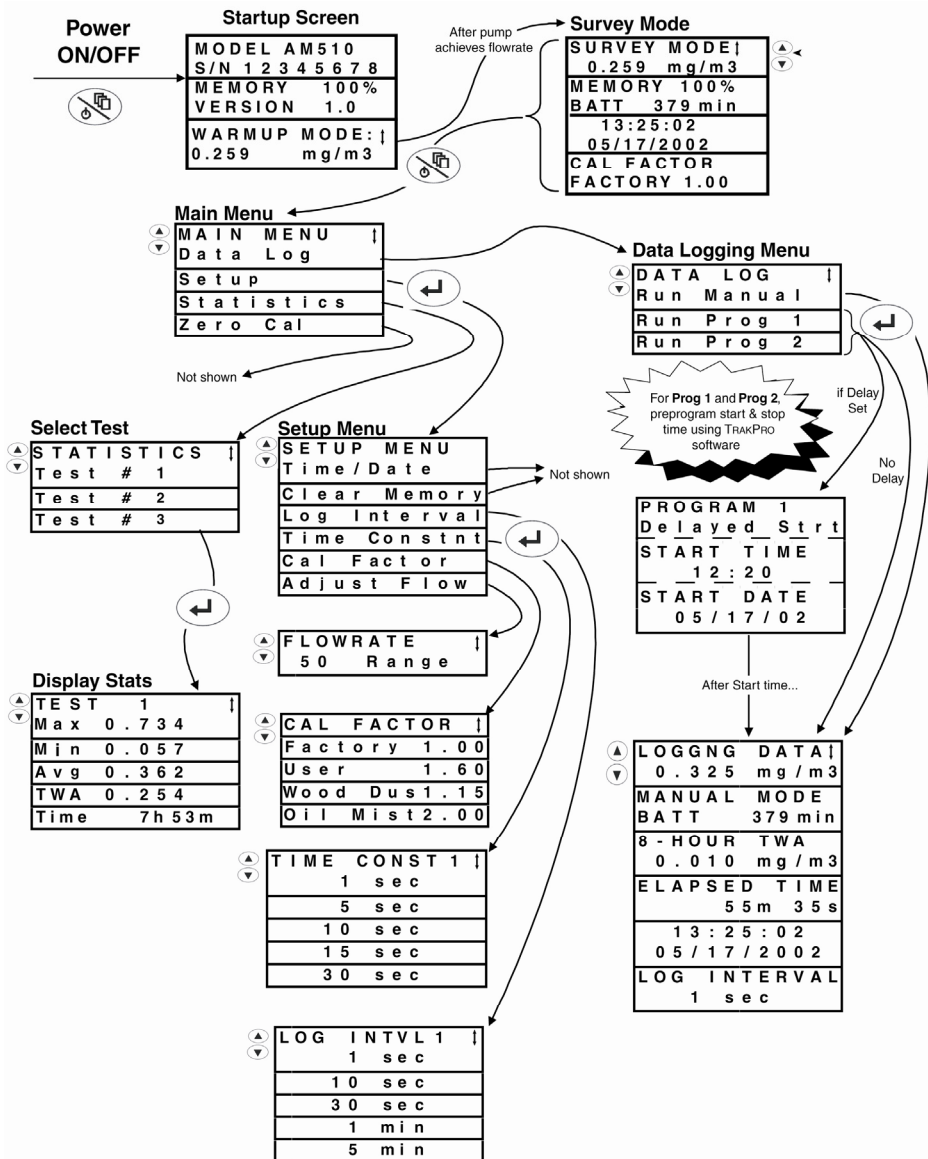 Power
ON/OFF
Startup Screen
MODEL AM510
S/N 12345678
MEMORY 100%
VERSION 1.0
WARMUP MODE:
0.259 mg/m3
After pump
achieves flowrate
Survey Mode
SURVEY MODE
0.259 mg/m3
MEMORY 100%
BATT 379 min
13:25:02
05/17/2002
CAL FACTOR
FACTORY 1.00
Main Menu
MAIN MENU
Data Log
Setup
Statistics
Zero Cal
Not shown
Data Logging Menu
DATA LOG
Run Manual
Run Prog 1
Run Prog 2
For Prog 1 and Prog 2,
preprogram start & stop
time using TRAKPRO
software
if Delay
Set
No
Delay
Select Test
STATISTICS
Test # 1
Test # 2
Test # 3
Setup Menu
SETUP MENU
Time/Date
Clear Memory
Log Interval
Time Constnt
Cal Factor
Adjust Flow
Not shown
PROGRAM 1
Delayed Strt
START TIME
12:20
START DATE
05/17/02
After Start time...
FLOWRATE
50 Range
Display Stats
TEST 1
Max 0.734
Min 0.057
Avg 0.362
TWA 0.254
Time 7h 53m
CAL FACTOR
Factory 1.00
User 1.60
Wood Dus1.15
Oil Mist2.00
LOGGNG DATA
0.325 mg/m3
MANUAL MODE
BATT 379 min
8-HOUR TWA
0.010 mg/m3
ELAPSED TIME
55m 35s
13:25:02
05/17/2002
LOG INTERVAL
1 sec
TIME CONST 1
1 sec
5 sec
10 sec
15 sec
30 sec
LOG INTVL 1
1 sec
10 sec
30 sec
1 min
5 min